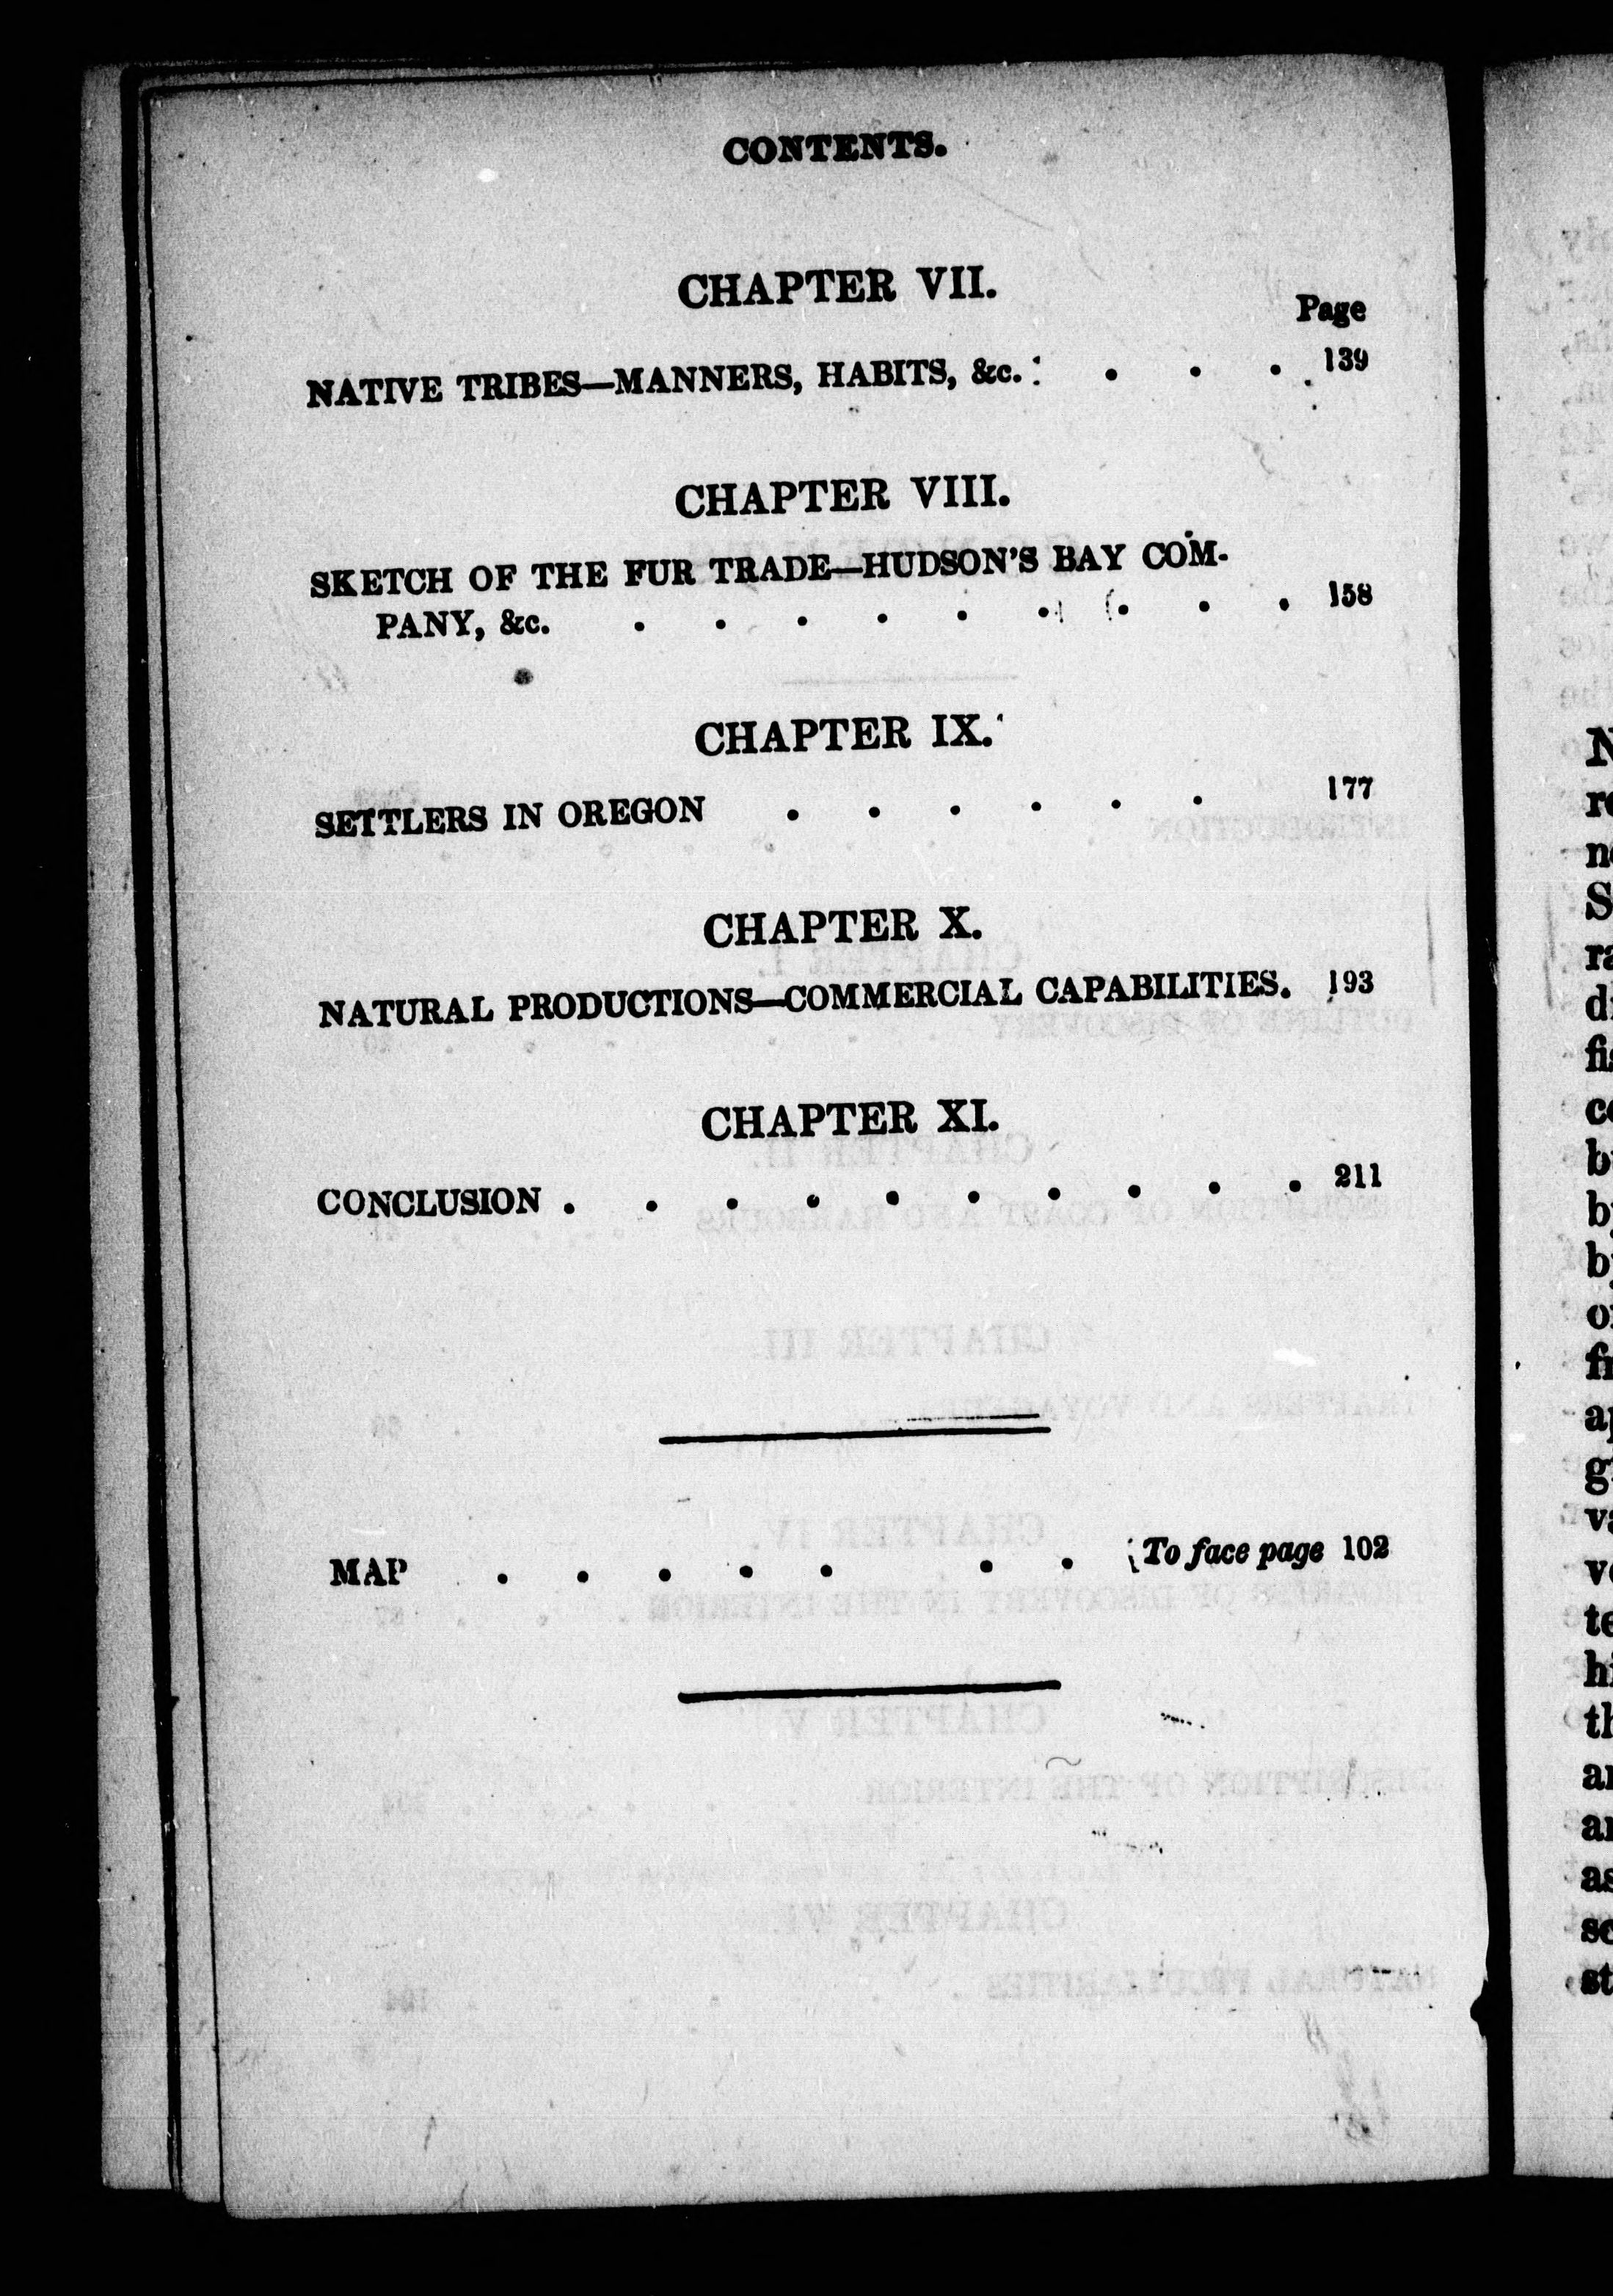 CONTENTS.
CHAPTER VII.
Page
NATIVE TRIBES—MANNERS, HABITS, &c. . . . 139
CHAPTER VIII.
SKETCH OF THE FUR TRADE—HUDSON'S BAY COM-
PANY, &c. . . . . . . . . . 158
CHAPTER IX.
SETTLERS IN OREGON . . . . . . 177
CHAPTER X.
NATURAL PRODUCTIONS—COMMERCIAL CAPABILITIES. 193
CHAPTER XI.
CONCLUSION . . . . . . . . . . 211
MAP . . . . . . . To face page 102